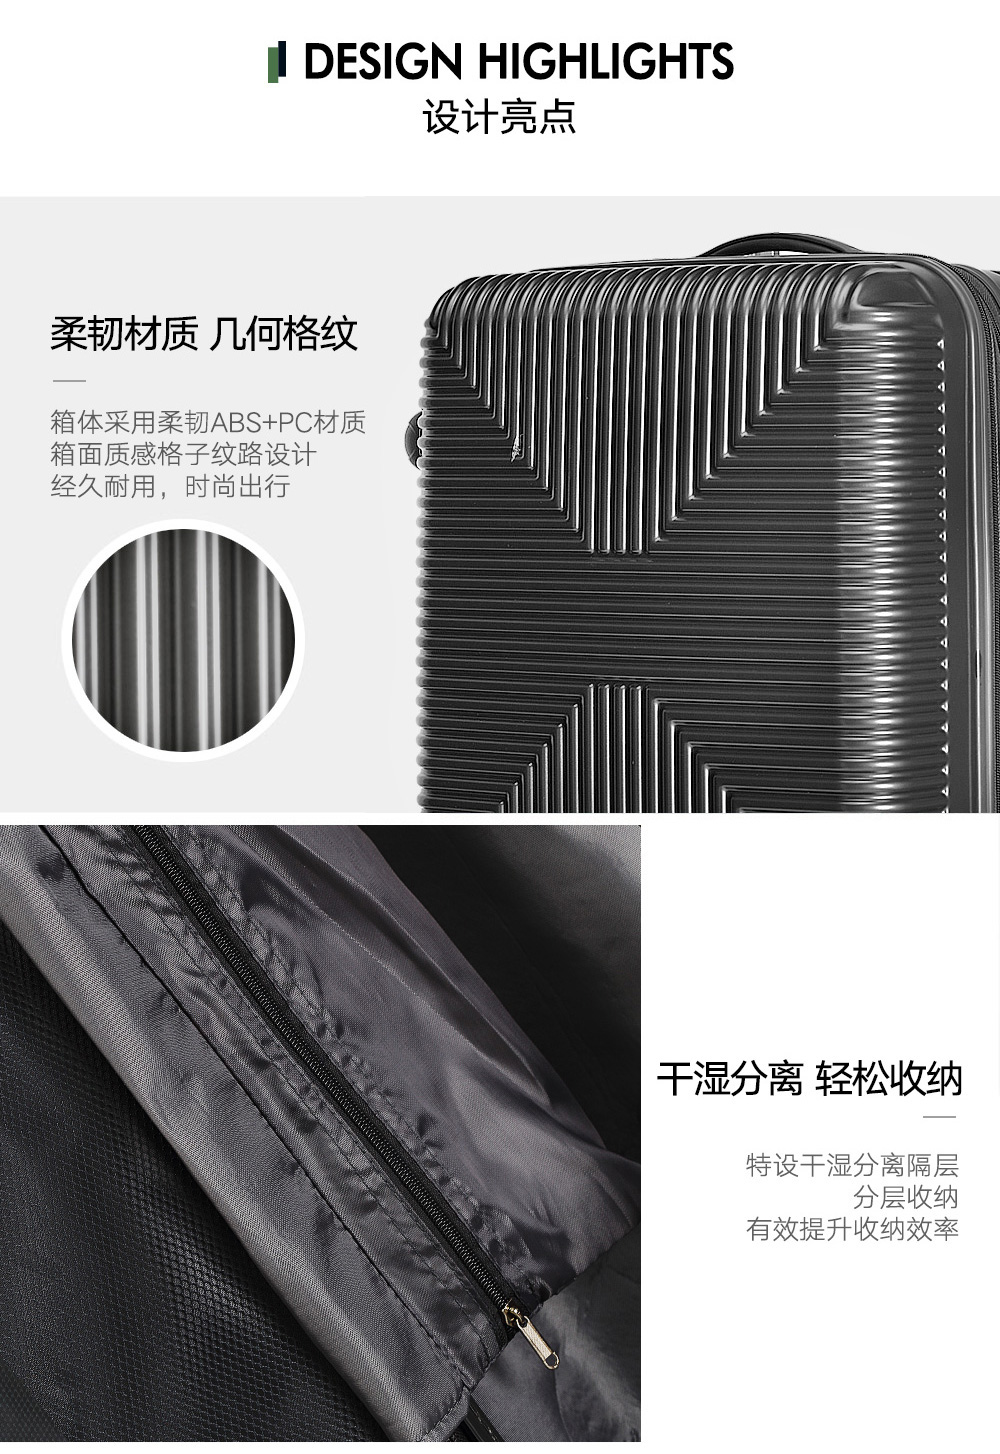 DESIGN HIGHLIGHTS
设计亮点
柔韧材质 几何格纹
箱体采用柔韧ABS+PC材质
箱面质感格子纹路设计
经久耐用，时尚出行
干湿分离 轻松收纳
特设干湿分离隔层
分层收纳
有效提升收纳效率